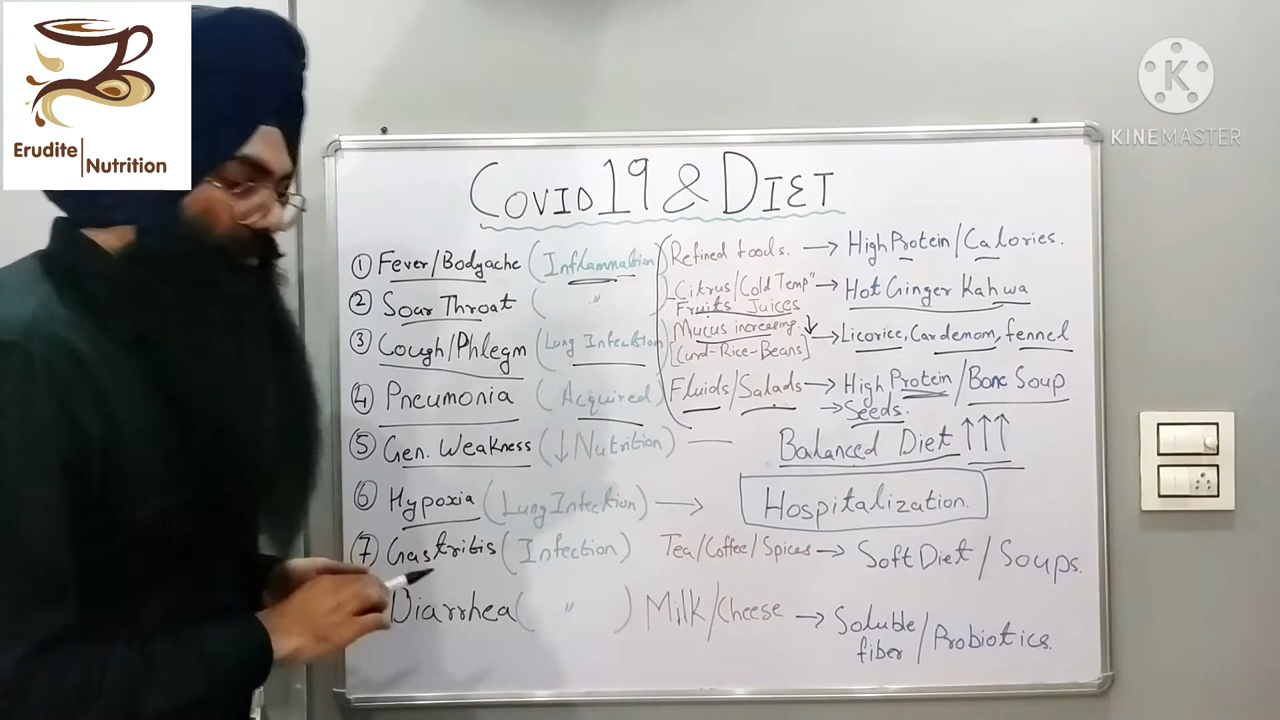 Erudite Nutrition
KINEMASTER
COVID 19 & DIET
① Fever/Bodyache (Inflammation) Refined foods. → High Protein/Calories.
② Soar Throat ( " ) Citrus/Cold Temp" → Hot Ginger Kahwa
Fruits Juices
③ Cough/Phlegm (Lung Infection) Mucus increasing ↓ → Licorice, Cardemom, fennel
[Curd-Rice-Beans]
④ Pneumonia (Acquired) Fluids/Salads → High Protein/Bone Soup
→ Seeds.
⑤ Gen. Weakness (↓ Nutrition) — Balanced Diet ↑↑↑
⑥ Hypoxia (Lung Infection) → Hospitalization.
⑦ Gastritis (Infection) Tea/Coffee/Spices → Soft Diet/Soups.
Diarrhea ( " ) Milk/Cheese → Soluble fiber/Probiotics.